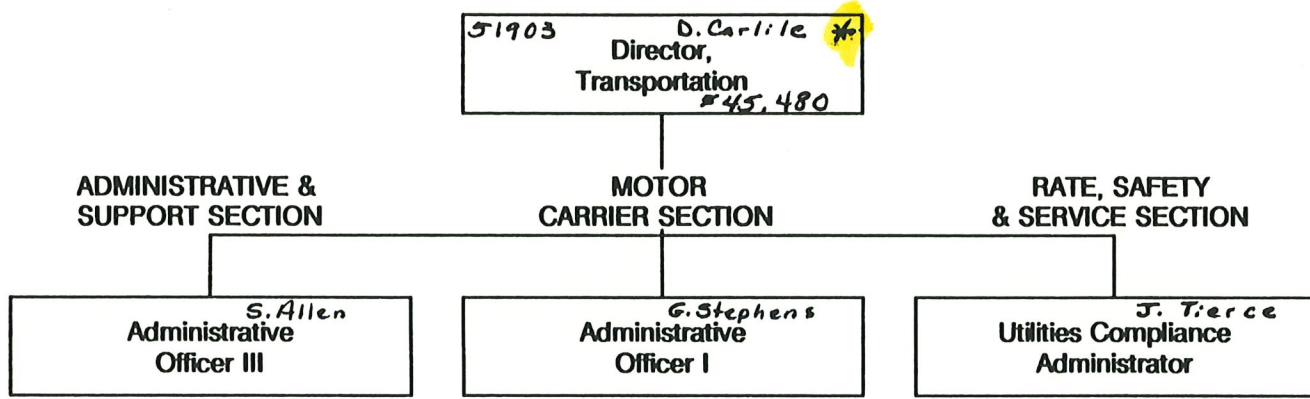 51903 D. Carlile *
Director,
Transportation
$45,480
ADMINISTRATIVE &
SUPPORT SECTION
MOTOR
CARRIER SECTION
RATE, SAFETY
& SERVICE SECTION
S. Allen
Administrative
Officer III
G. Stephens
Administrative
Officer I
J. Tierce
Utilities Compliance
Administrator